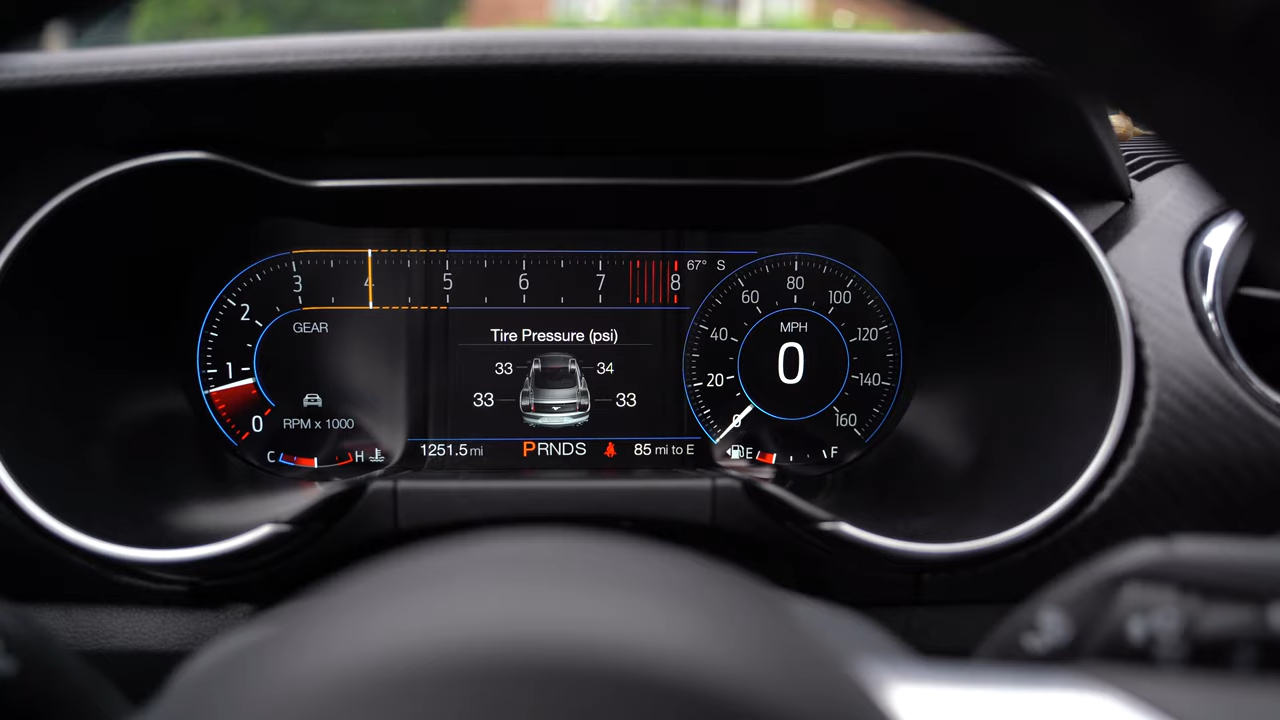 3 4 5 6 7 8 67° S
2
1
0
GEAR
RPM x 1000
C H
Tire Pressure (psi)
33 34
33 33
1251.5 mi PRNDS 85 mi to E
0 20 40 60 80 100 120 140 160
MPH
0
E F